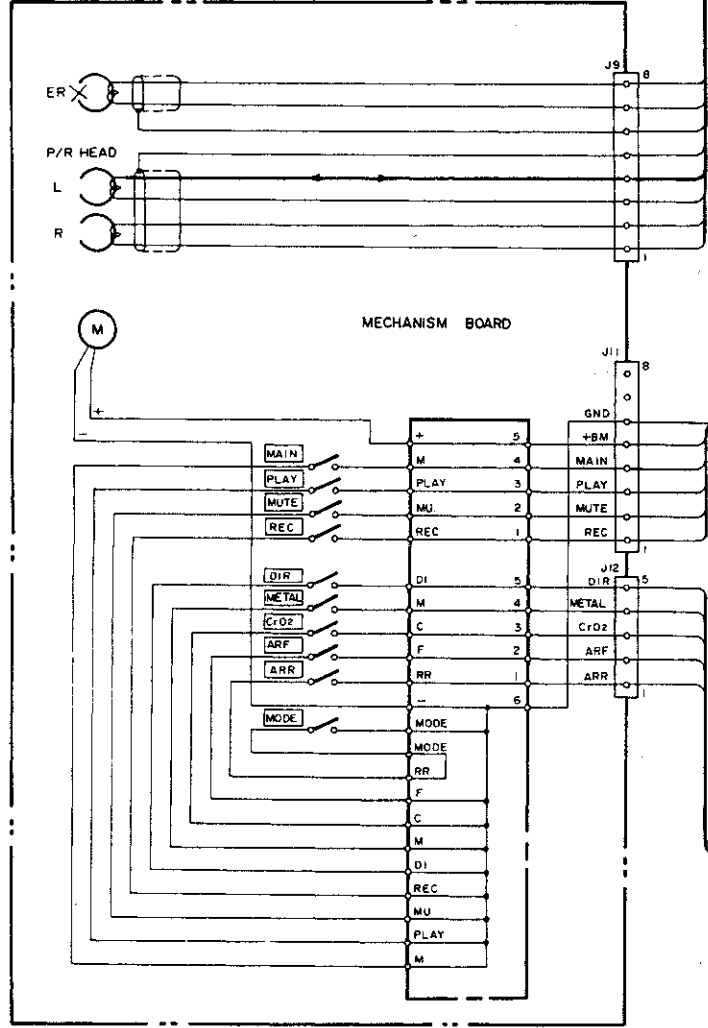 J9
8
ER
P/R HEAD
L
R
1
M
MECHANISM BOARD
J11
8
GND
+
+ 5 +BM
-
MAIN M 4 MAIN
PLAY PLAY 3 PLAY
MUTE MU. 2 MUTE
REC REC 1 REC
1
J12
DIR DI 5 DIR 5
METAL M 4 METAL
CrO2 C 3 CrO2
ARF F 2 ARF
ARR RR 1 ARR
1
- 6
MODE MODE
MODE
RR
F
C
M
DI
REC
MU
PLAY
M